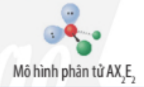 Mô hình phân tử AX₂E₂